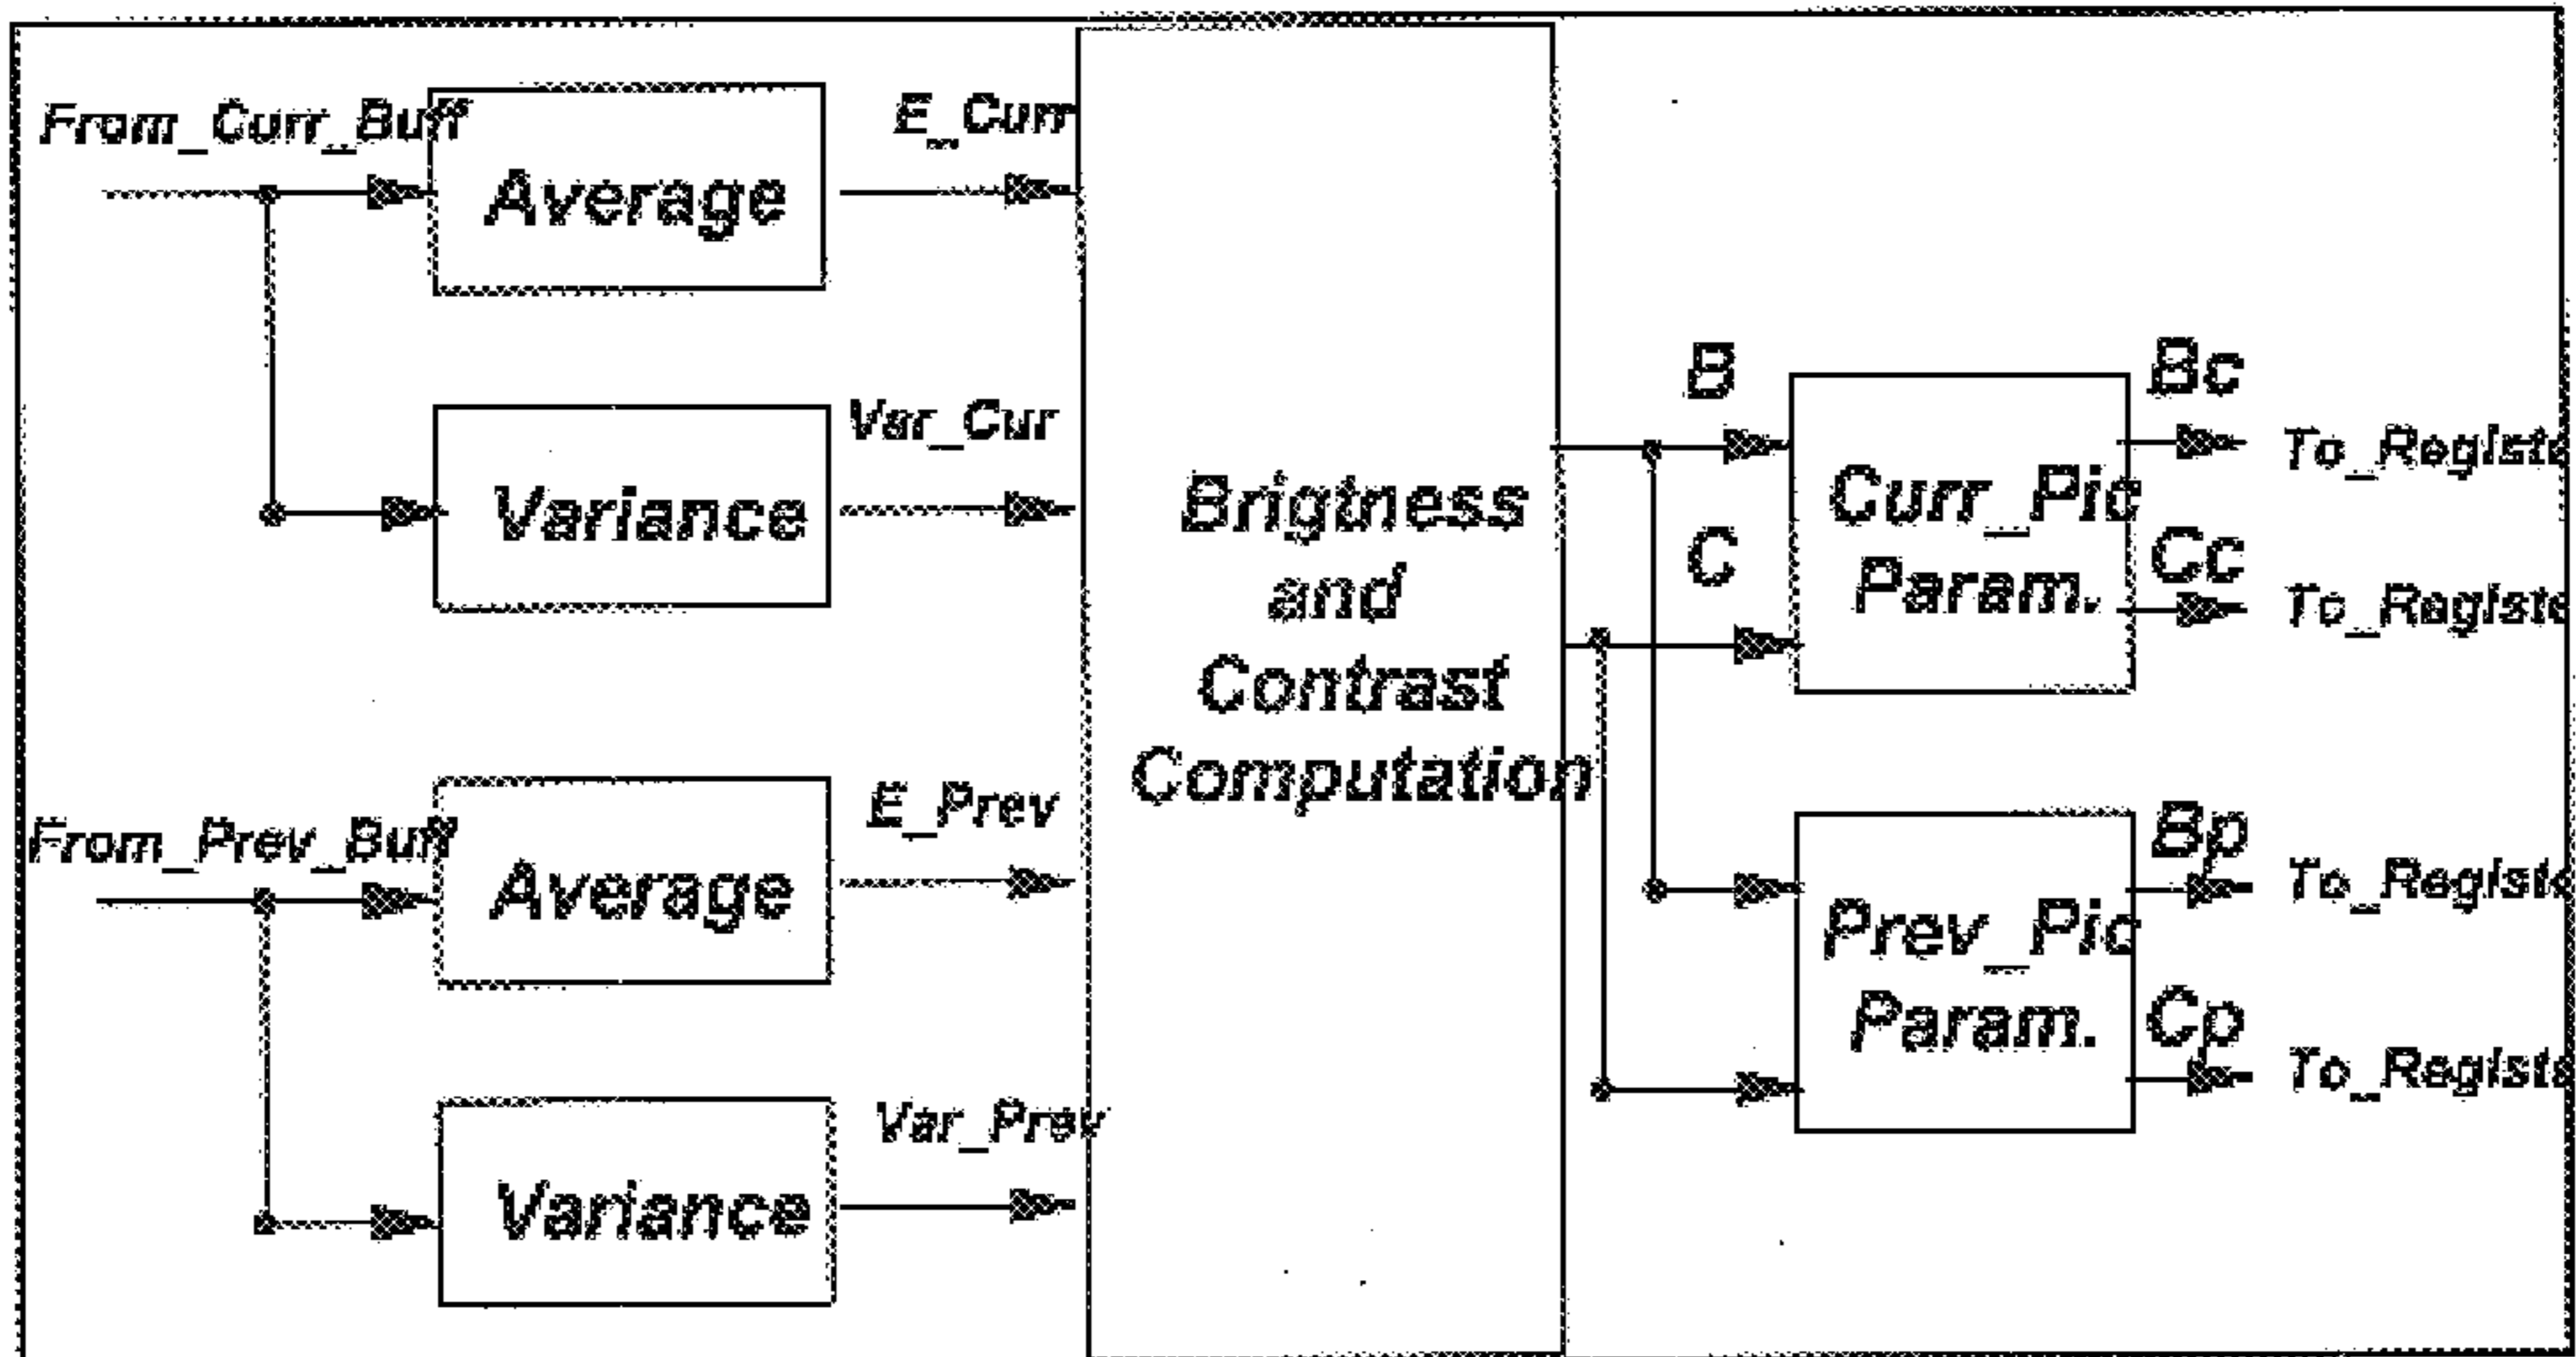 From_Curr_Buff
Average
E_Curr
Variance
Var_Cur
From_Prev_Buff
Average
E_Prev
Variance
Var_Prev
Brigtness
and
Contrast
Computation
B
C
Curr_Pic
Param.
Bc
To_Registe
Cc
To_Registe
Prev_Pic
Param.
Bp
To_Registe
Cp
To_Registe